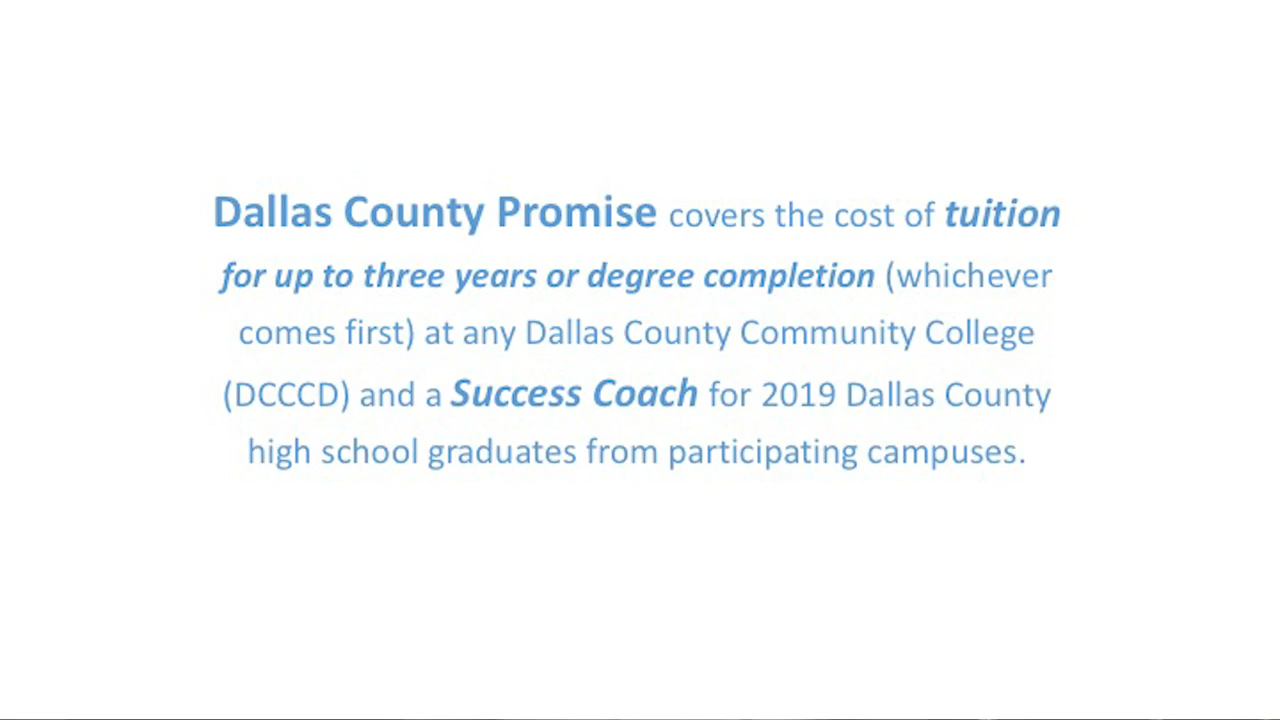 Dallas County Promise covers the cost of tuition
for up to three years or degree completion (whichever
comes first) at any Dallas County Community College
(DCCCD) and a Success Coach for 2019 Dallas County
high school graduates from participating campuses.